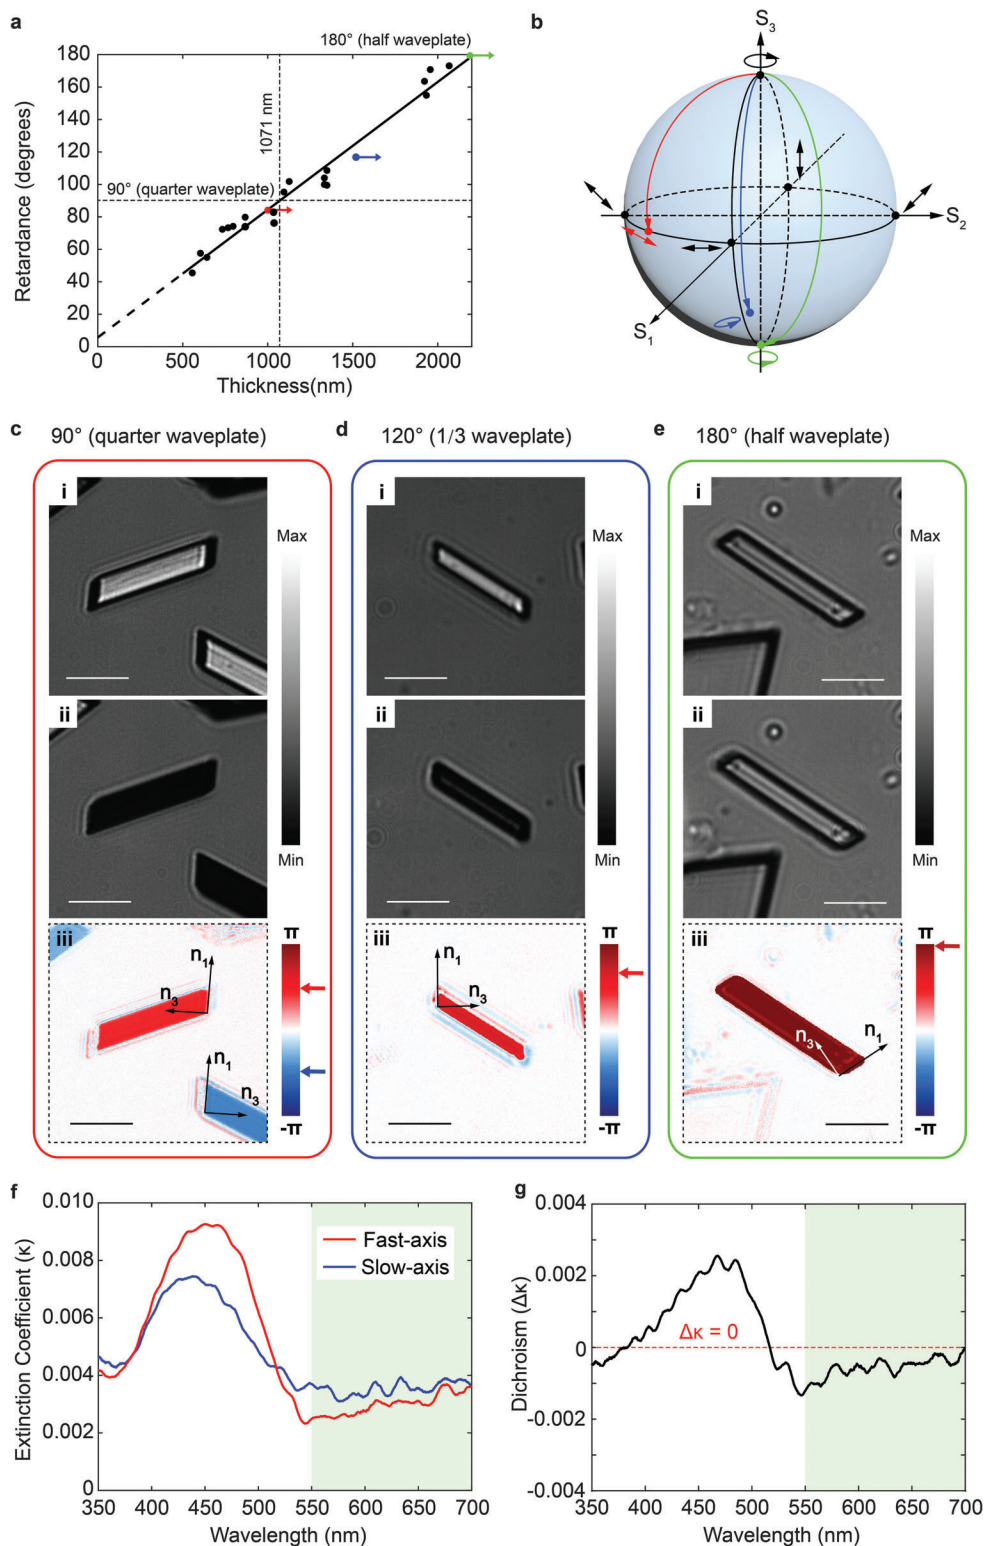 a
180° (half waveplate)
180
160
140
120
100
80
60
40
20
0
Retardance (degrees)
1071 nm
90° (quarter waveplate)
0
500
1000
1500
2000
Thickness(nm)
b
S3
S2
S1
c
90° (quarter waveplate)
i
Max
ii
Min
iii
π
n1
n3
n1
n3
-π
d
120° (1/3 waveplate)
i
Max
ii
Min
iii
π
n1
n3
-π
e
180° (half waveplate)
i
Max
ii
Min
iii
π
n3
n1
-π
f
0.010
0.008
0.006
0.004
0.002
0
Extinction Coefficient (κ)
Fast-axis
Slow-axis
350
400
450
500
550
600
650
700
Wavelength (nm)
g
0.004
0.002
0
-0.002
-0.004
Dichroism (Δκ)
Δκ = 0
350
400
450
500
550
600
650
700
Wavelength (nm)